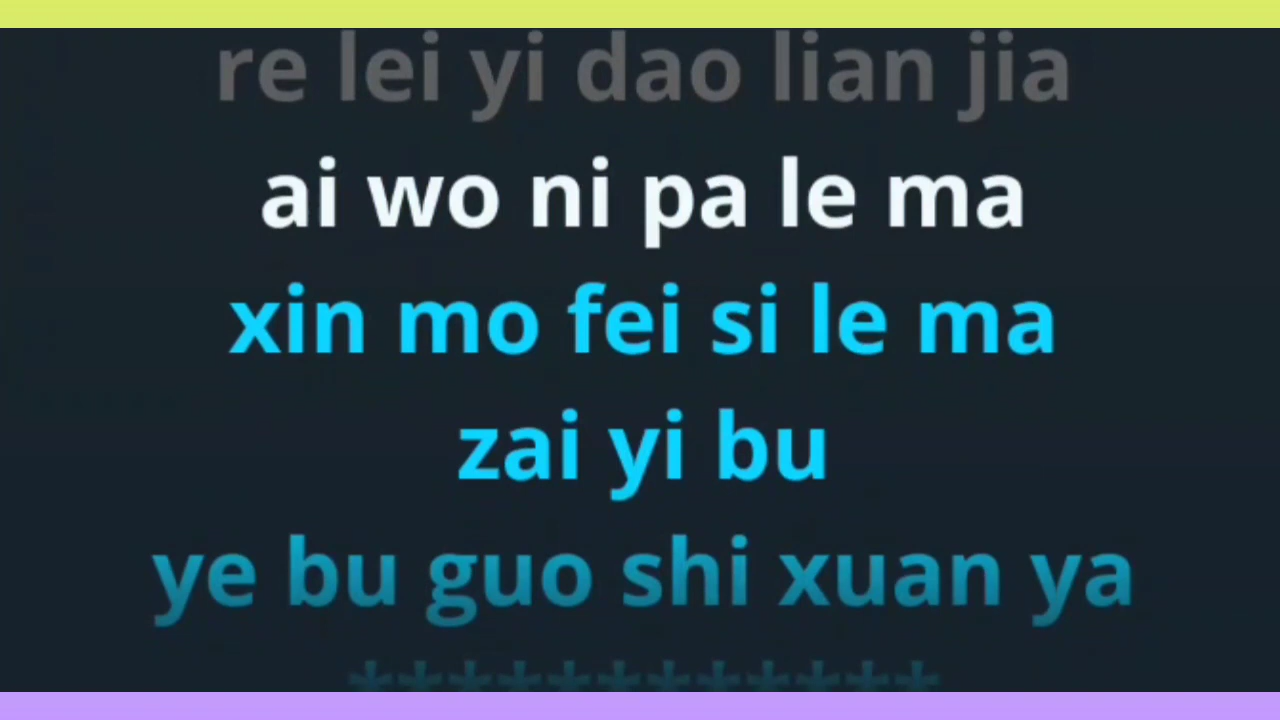 re lei yi dao lian jia
ai wo ni pa le ma
xin mo fei si le ma
zai yi bu
ye bu guo shi xuan ya
************